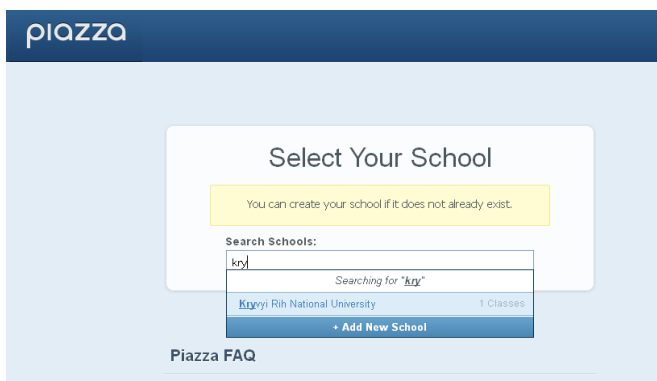 piazza
Select Your School
You can create your school if it does not already exist.
Search Schools:
kry
Searching for "kry"
Kryvyi Rih National University 1 Classes
+ Add New School
Piazza FAQ